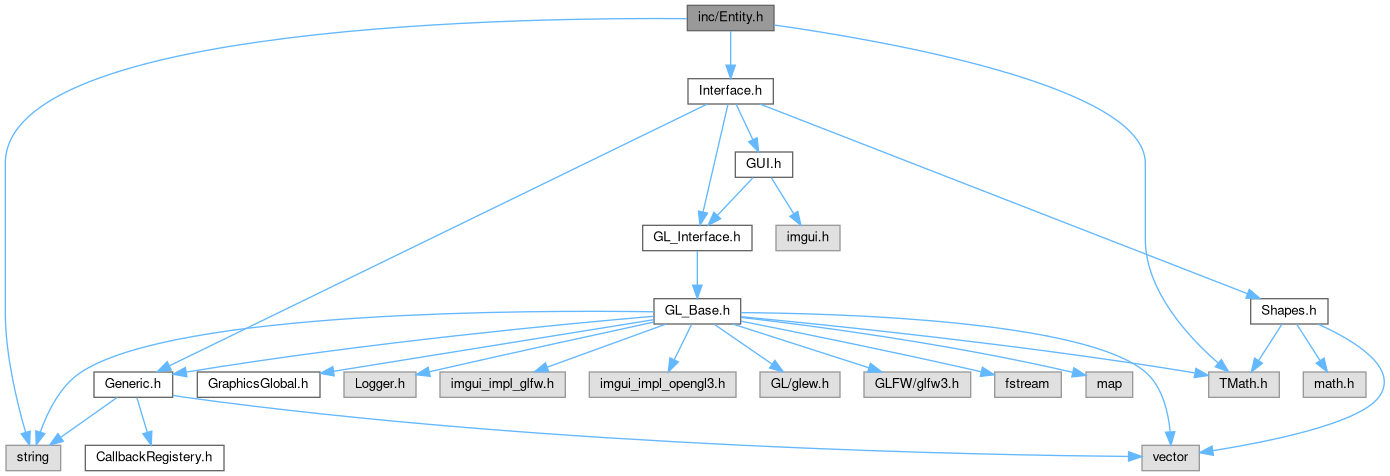 inc/Entity.h
Interface.h
GUI.h
GL_Interface.h
imgui.h
GL_Base.h
Shapes.h
Generic.h
GraphicsGlobal.h
Logger.h
imgui_impl_glfw.h
imgui_impl_opengl3.h
GL/glew.h
GLFW/glfw3.h
fstream
map
TMath.h
math.h
string
CallbackRegistery.h
vector